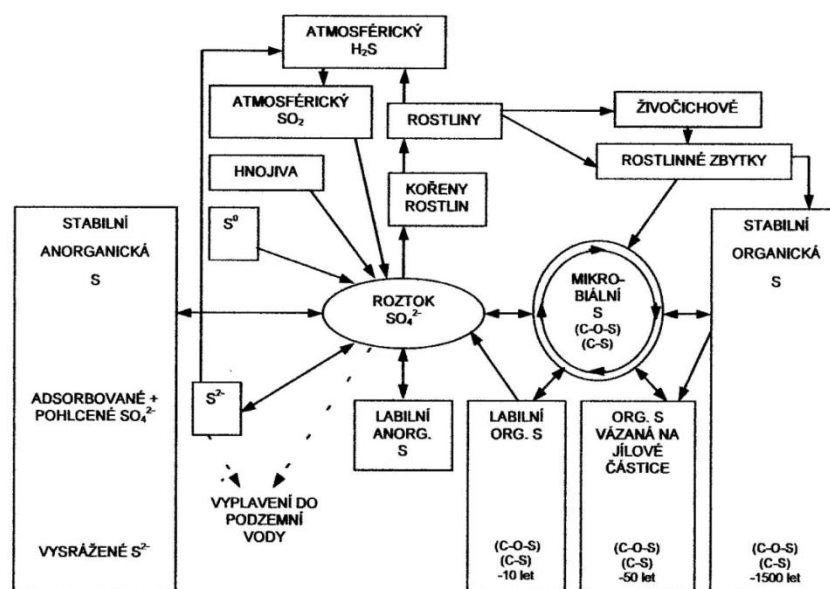 ATMOSFÉRICKÝ
H₂S
ATMOSFÉRICKÝ
SO₂
ROSTLINY
ŽIVOČICHOVÉ
ROSTLINNÉ ZBYTKY
HNOJIVA
KOŘENY
ROSTLIN
STABILNÍ
ANORGANICKÁ
S
S⁰
STABILNÍ
ORGANICKÁ
S
ROZTOK
SO₄²⁻
MIKRO-
BIÁLNÍ
S
(C-O-S)
(C-S)
ADSORBOVANÉ +
POHLCENÉ SO₄²⁻
S²⁻
LABILNÍ
ANORG.
S
LABILNÍ
ORG. S
ORG. S
VÁZANÁ NA
JÍLOVÉ
ČÁSTICE
VYPLAVENÍ DO
PODZEMNÍ
VODY
VYSRÁŽENÉ S²⁻
(C-O-S)
(C-S)
-10 let
(C-O-S)
(C-S)
-50 let
(C-O-S)
(C-S)
-1500 let